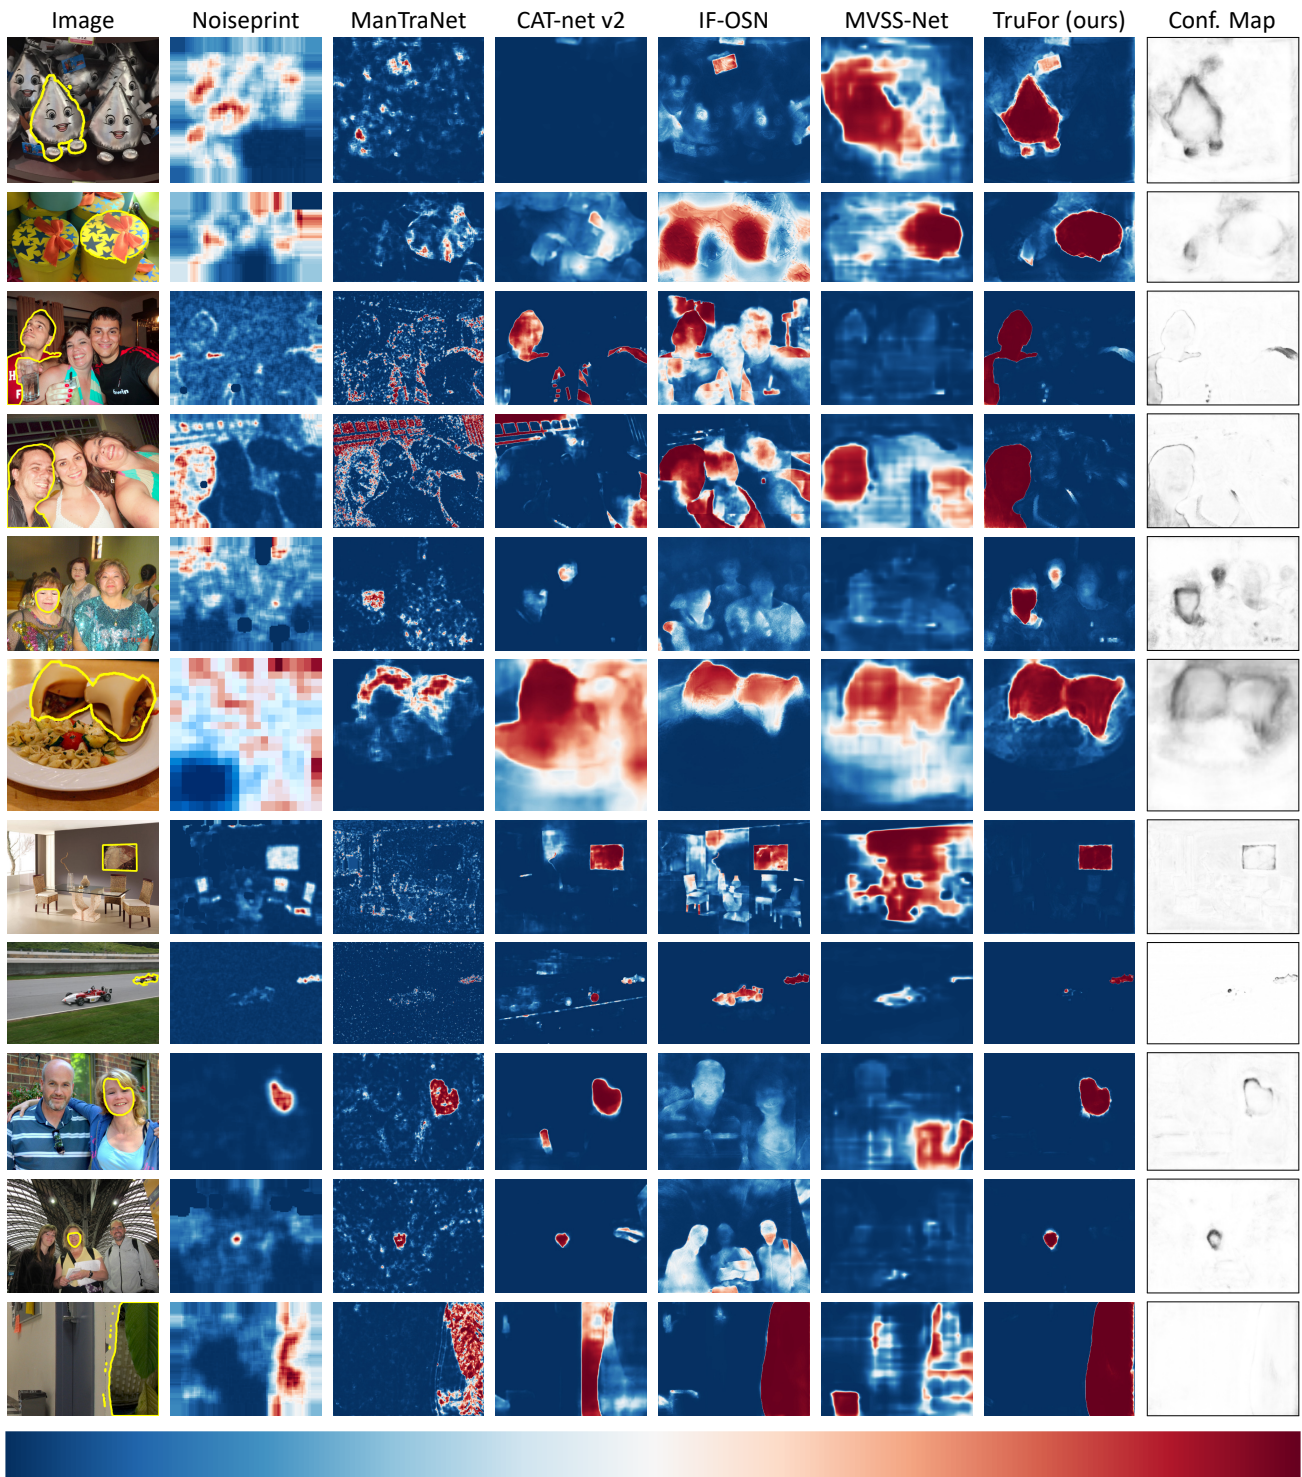 Image Noiseprint ManTraNet CAT-net v2 IF-OSN MVSS-Net TruFor (ours) Conf. Map
H
F